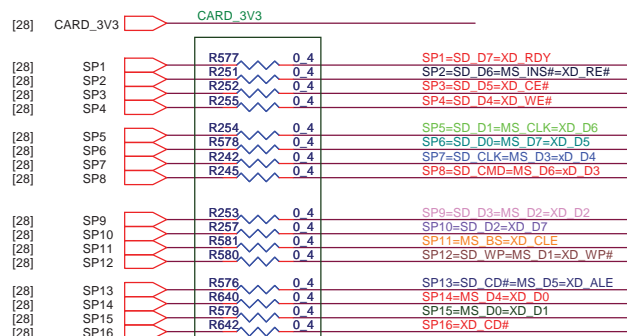 [28] CARD_3V3 CARD_3V3
[28] SP1 R577 0_4 SP1=SD_D7=XD_RDY
[28] SP2 R251 0_4 SP2=SD_D6=MS_INS#=XD_RE#
[28] SP3 R252 0_4 SP3=SD_D5=XD_CE#
[28] SP4 R255 0_4 SP4=SD_D4=XD_WE#
[28] SP5 R254 0_4 SP5=SD_D1=MS_CLK=XD_D6
[28] SP6 R578 0_4 SP6=SD_D0=MS_D7=XD_D5
[28] SP7 R242 0_4 SP7=SD_CLK=MS_D3=xD_D4
[28] SP8 R245 0_4 SP8=SD_CMD=MS_D6=xD_D3
[28] SP9 R253 0_4 SP9=SD_D3=MS_D2=XD_D2
[28] SP10 R257 0_4 SP10=SD_D2=XD_D7
[28] SP11 R581 0_4 SP11=MS_BS=XD_CLE
[28] SP12 R580 0_4 SP12=SD_WP=MS_D1=XD_WP#
[28] SP13 R576 0_4 SP13=SD_CD#=MS_D5=XD_ALE
[28] SP14 R640 0_4 SP14=MS_D4=XD_D0
[28] SP15 R579 0_4 SP15=MS_D0=XD_D1
[28] SP16 R642 0_4 SP16=XD_CD#